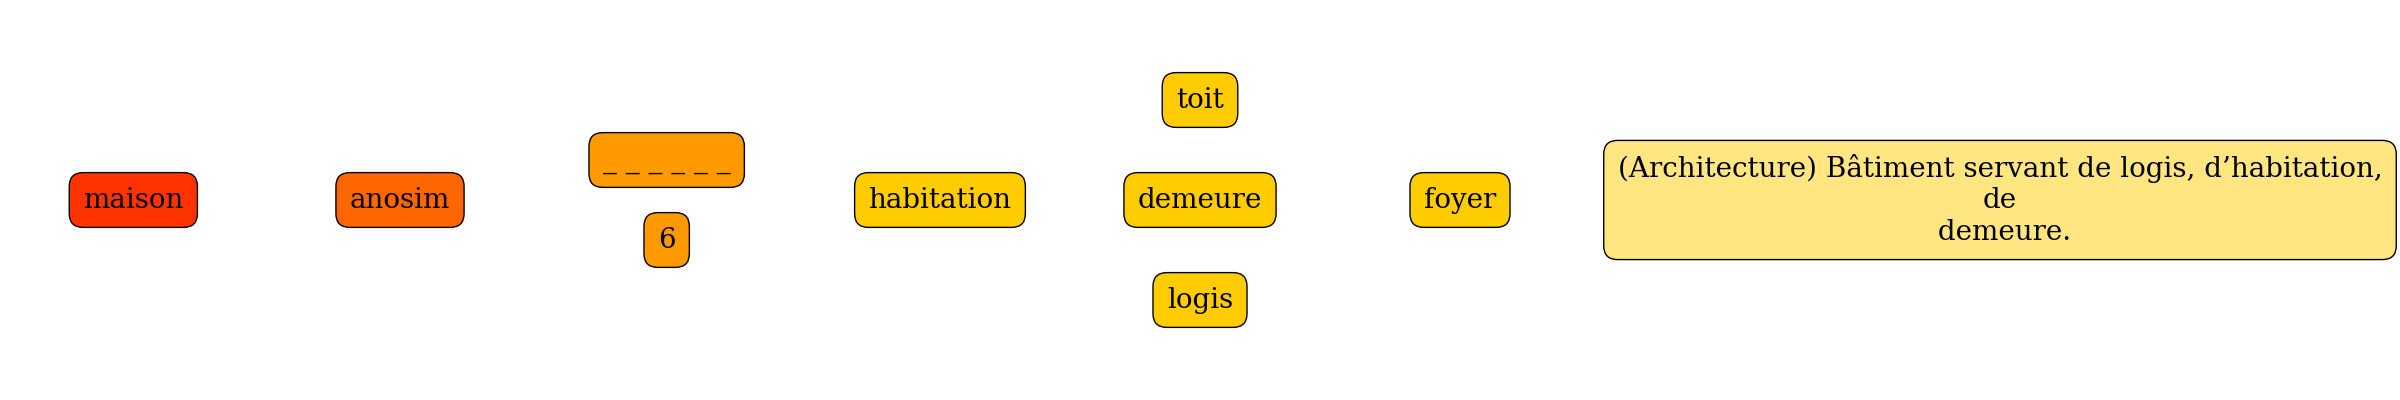 maison
anosim
_ _ _ _ _ _
6
habitation
toit
demeure
logis
foyer
(Architecture) Bâtiment servant de logis, d’habitation,
de
demeure.